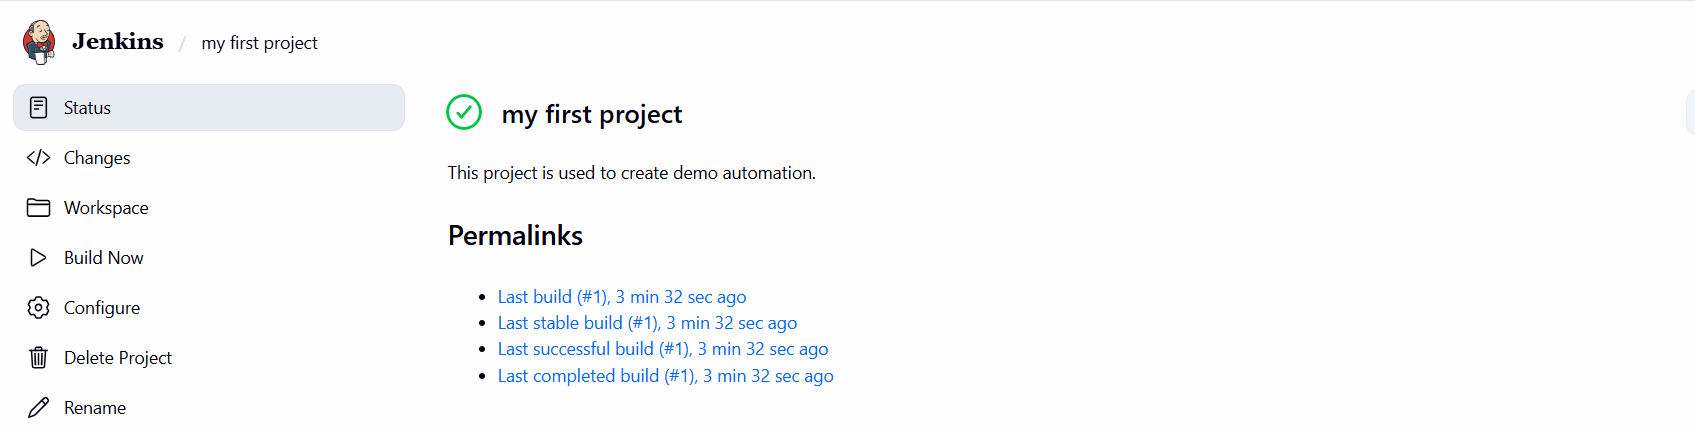 Jenkins / my first project
Status
Changes
Workspace
Build Now
Configure
Delete Project
Rename
my first project
This project is used to create demo automation.
Permalinks
Last build (#1), 3 min 32 sec ago
Last stable build (#1), 3 min 32 sec ago
Last successful build (#1), 3 min 32 sec ago
Last completed build (#1), 3 min 32 sec ago